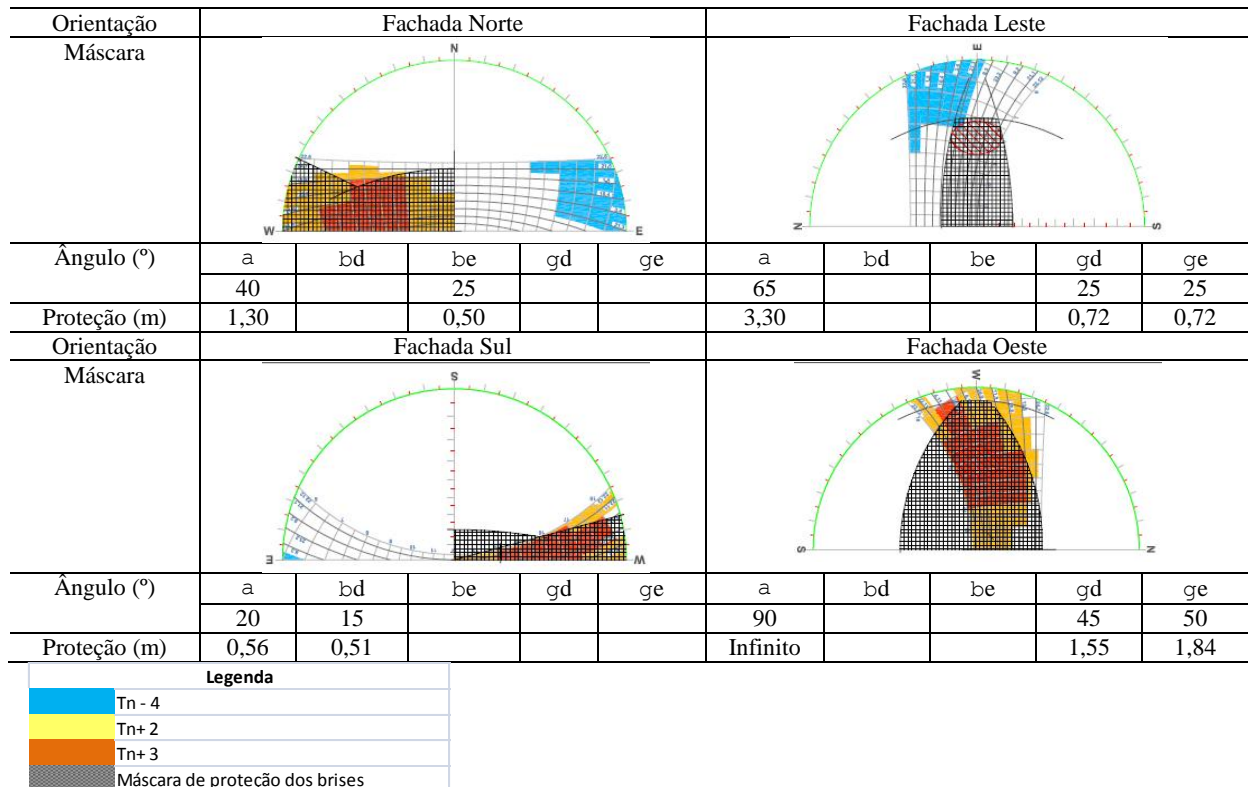 Orientação Fachada Norte Fachada Leste
Máscara
N
W E
E
N S
Ângulo (º) a bd be gd ge a bd be gd ge
40 25 65 25 25
Proteção (m) 1,30 0,50 3,30 0,72 0,72
Orientação Fachada Sul Fachada Oeste
Máscara
S
E W
W
S N
Ângulo (º) a bd be gd ge a bd be gd ge
20 15 90 45 50
Proteção (m) 0,56 0,51 Infinito 1,55 1,84
Legenda
Tn - 4
Tn+ 2
Tn+ 3
Máscara de proteção dos brises